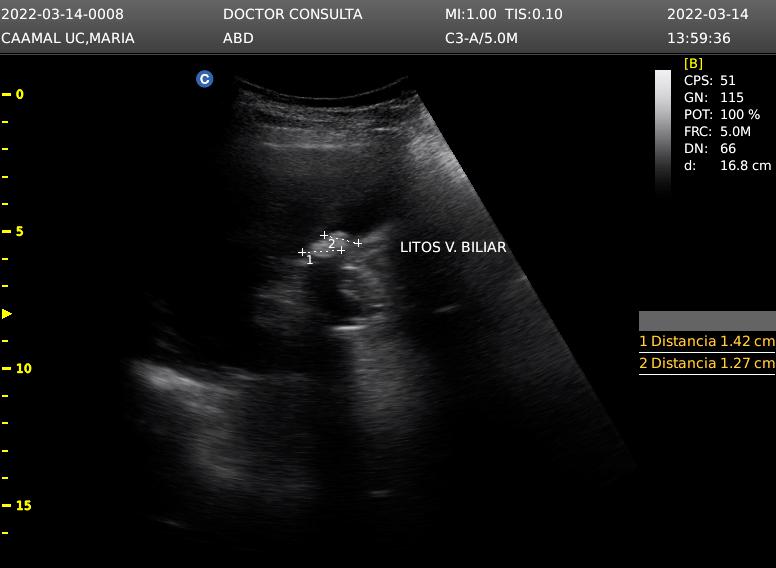 2022-03-14-0008 DOCTOR CONSULTA MI:1.00 TIS:0.10 2022-03-14
CAAMAL UC,MARIA ABD C3-A/5.0M 13:59:36
C
[B]
CPS: 51
GN: 115
POT: 100 %
FRC: 5.0M
DN: 66
d: 16.8 cm
0
5
10
15
2
1
LITOS V. BILIAR
1 Distancia 1.42 cm
2 Distancia 1.27 cm